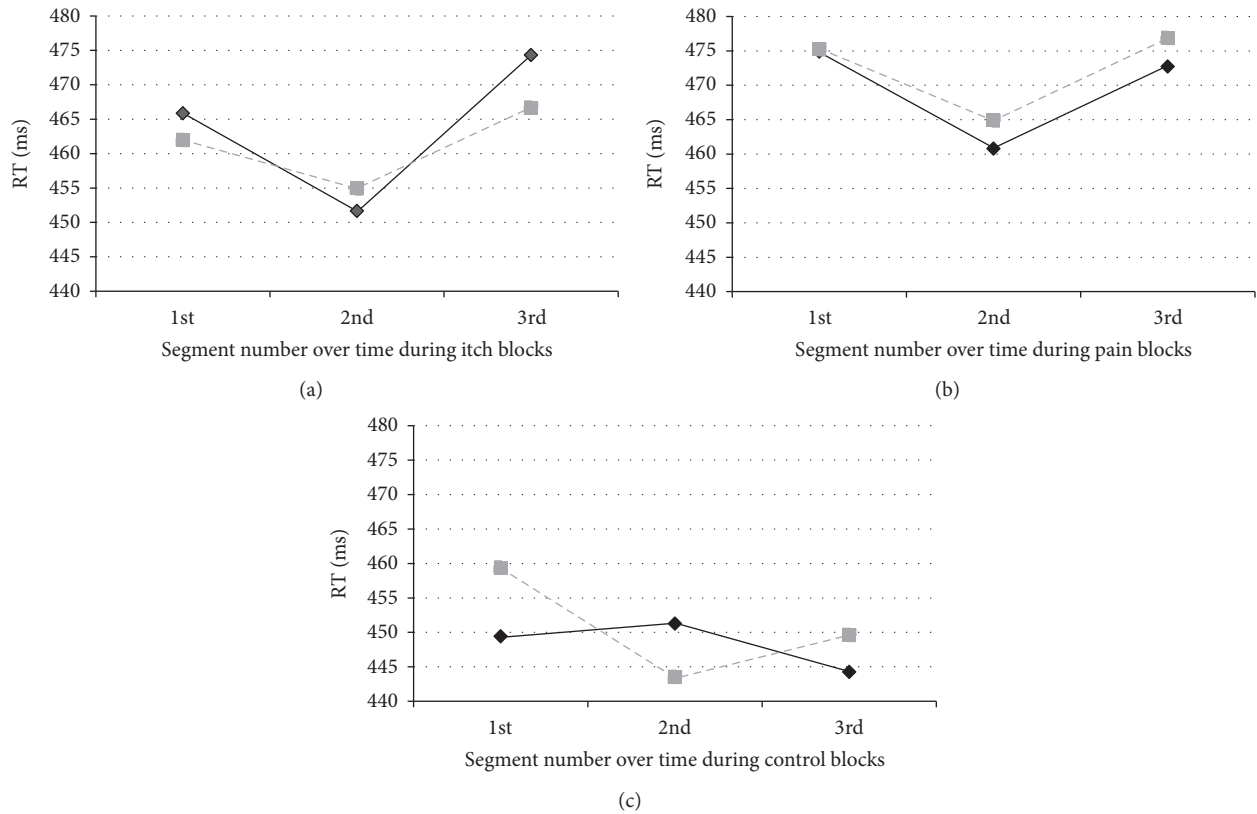 480
475
470
465
460
455
450
445
440
RT (ms)
1st 2nd 3rd
Segment number over time during itch blocks
(a)
480
475
470
465
460
455
450
445
440
RT (ms)
1st 2nd 3rd
Segment number over time during pain blocks
(b)
480
475
470
465
460
455
450
445
440
RT (ms)
1st 2nd 3rd
Segment number over time during control blocks
(c)